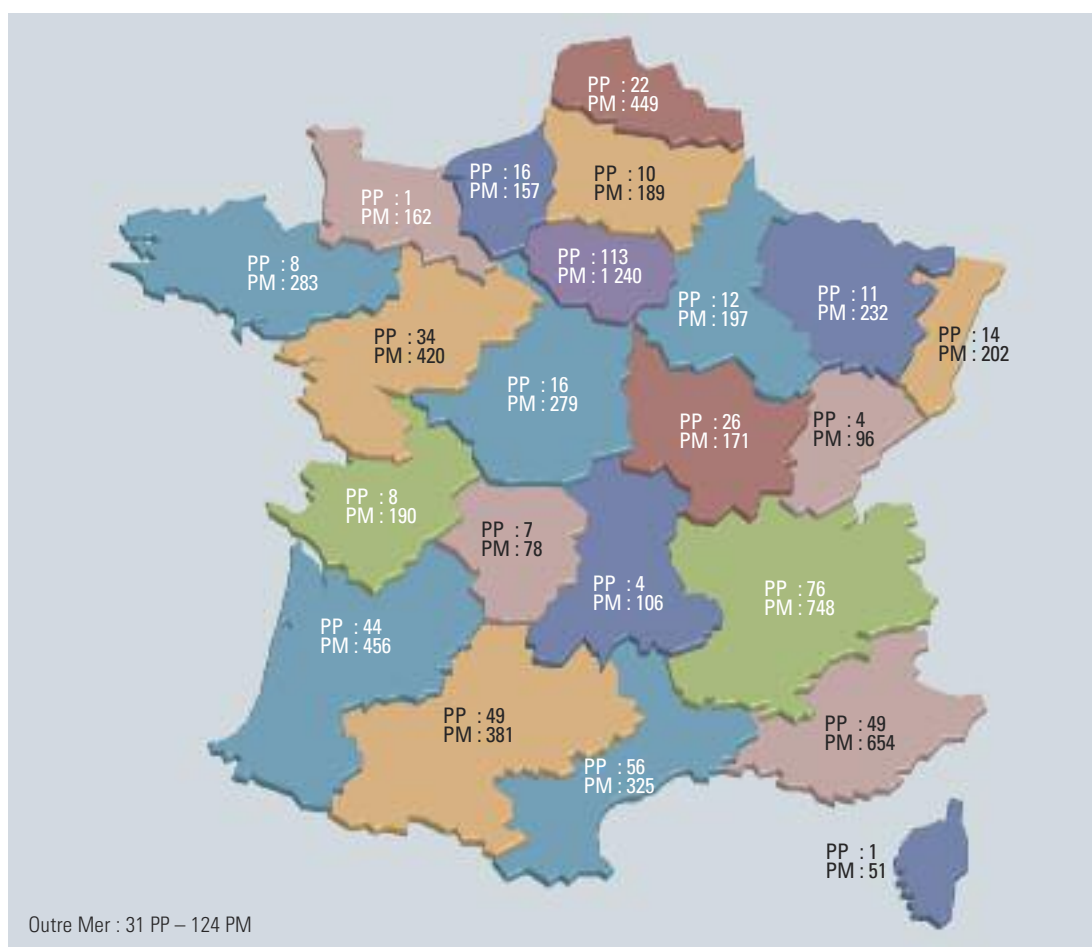 PP : 22
PM : 449
PP : 16
PM : 157
PP : 10
PM : 189
PP : 1
PM : 162
PP : 8
PM : 283
PP : 113
PM : 1 240
PP : 12
PM : 197
PP : 11
PM : 232
PP : 14
PM : 202
PP : 34
PM : 420
PP : 16
PM : 279
PP : 26
PM : 171
PP : 4
PM : 96
PP : 8
PM : 190
PP : 7
PM : 78
PP : 4
PM : 106
PP : 76
PM : 748
PP : 44
PM : 456
PP : 49
PM : 381
PP : 56
PM : 325
PP : 49
PM : 654
PP : 1
PM : 51
Outre Mer : 31 PP – 124 PM